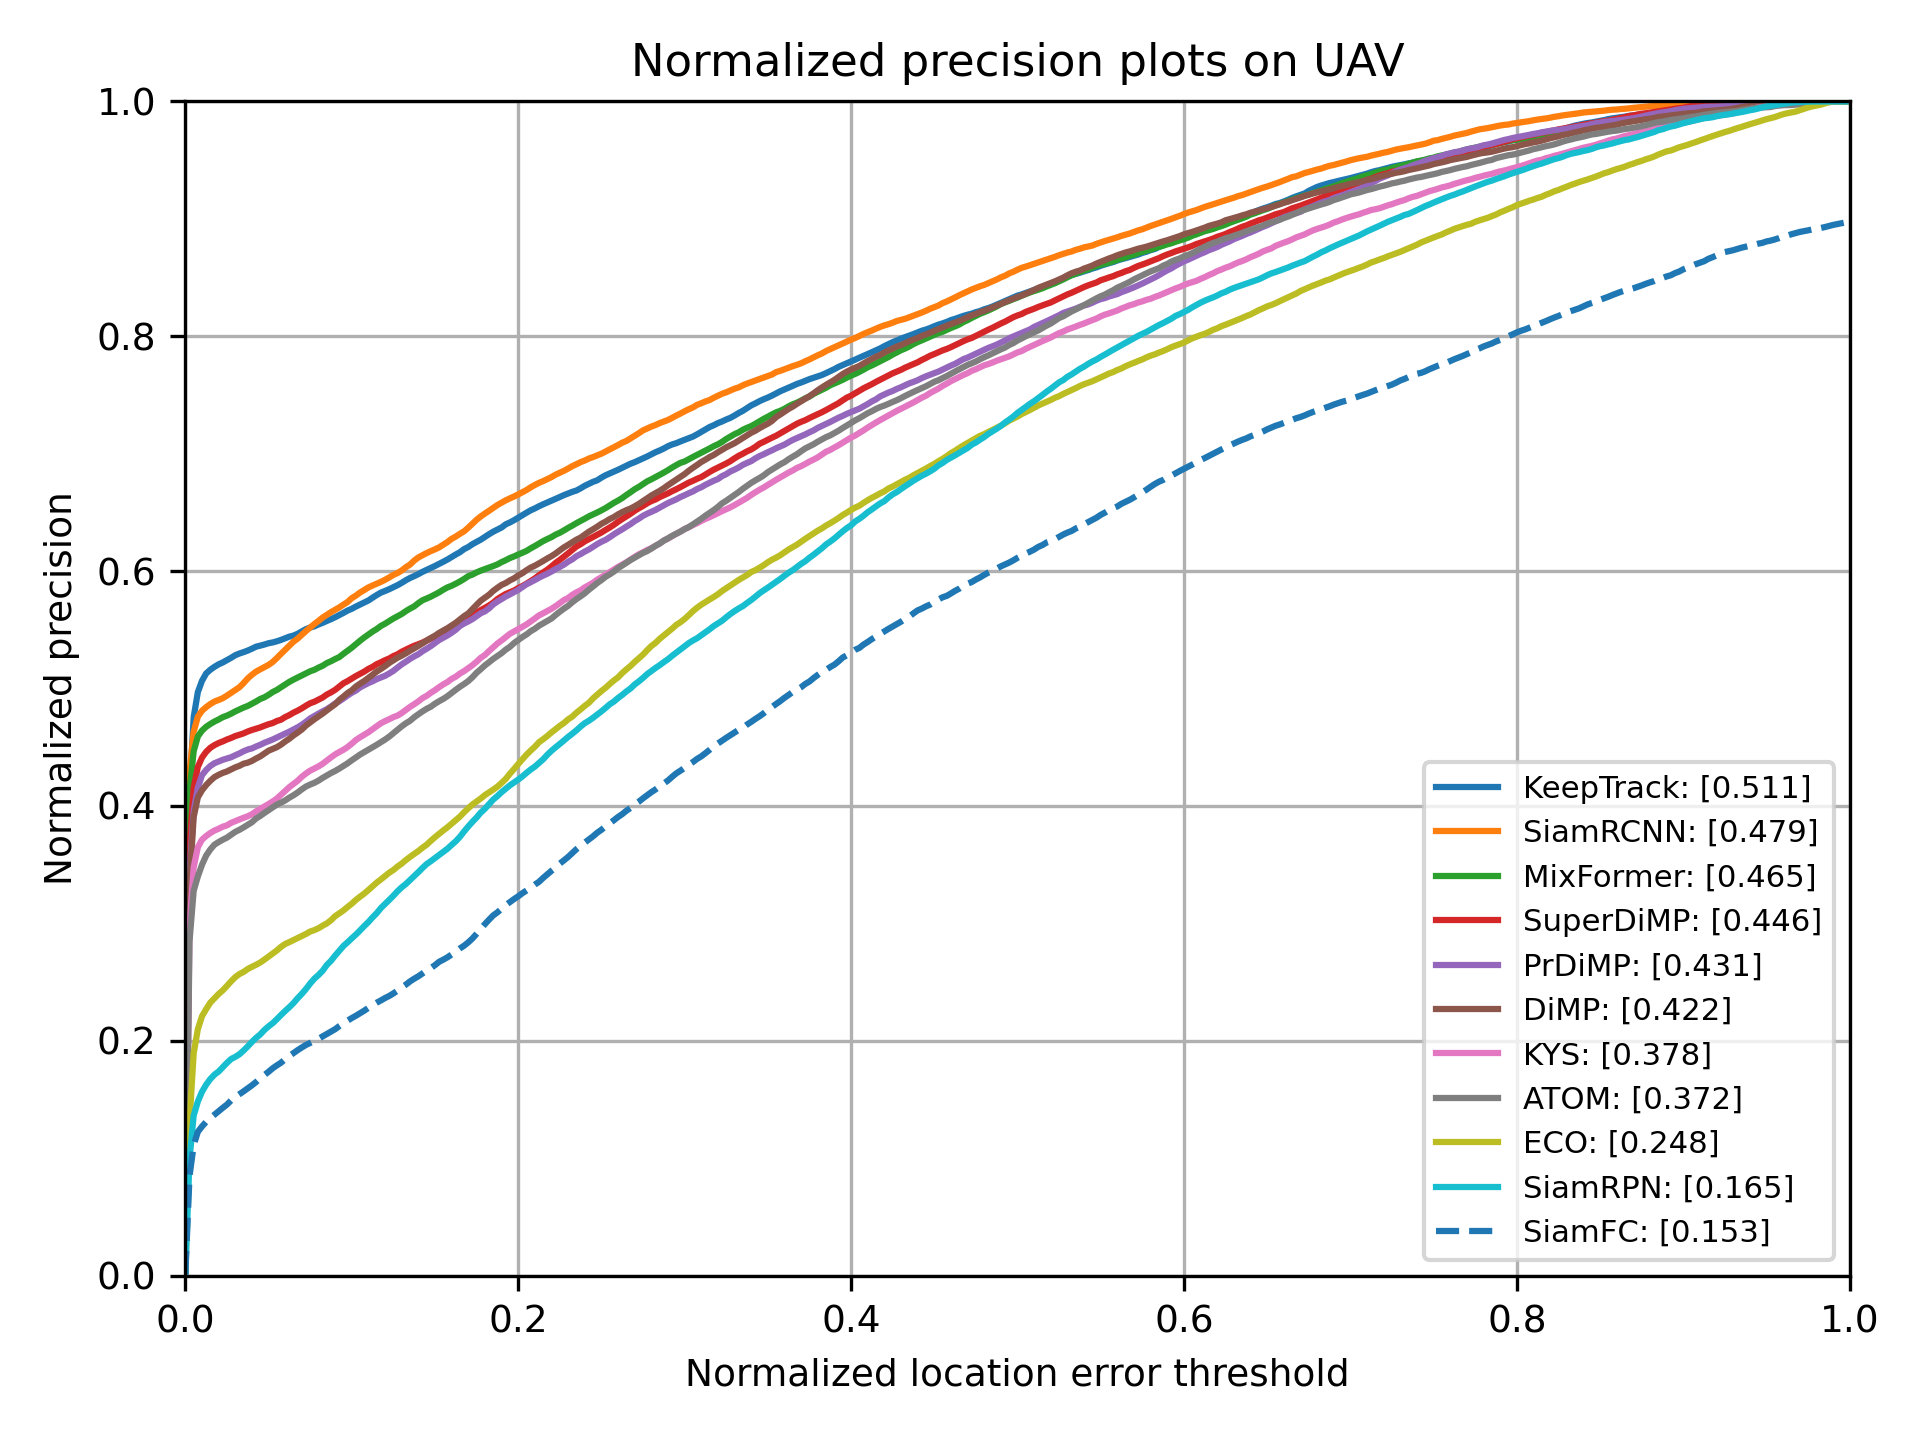 Normalized precision plots on UAV
Normalized precision
1.0
0.8
0.6
0.4
0.2
0.0
0.0 0.2 0.4 0.6 0.8 1.0
Normalized location error threshold
KeepTrack: [0.511]
SiamRCNN: [0.479]
MixFormer: [0.465]
SuperDiMP: [0.446]
PrDiMP: [0.431]
DiMP: [0.422]
KYS: [0.378]
ATOM: [0.372]
ECO: [0.248]
SiamRPN: [0.165]
SiamFC: [0.153]